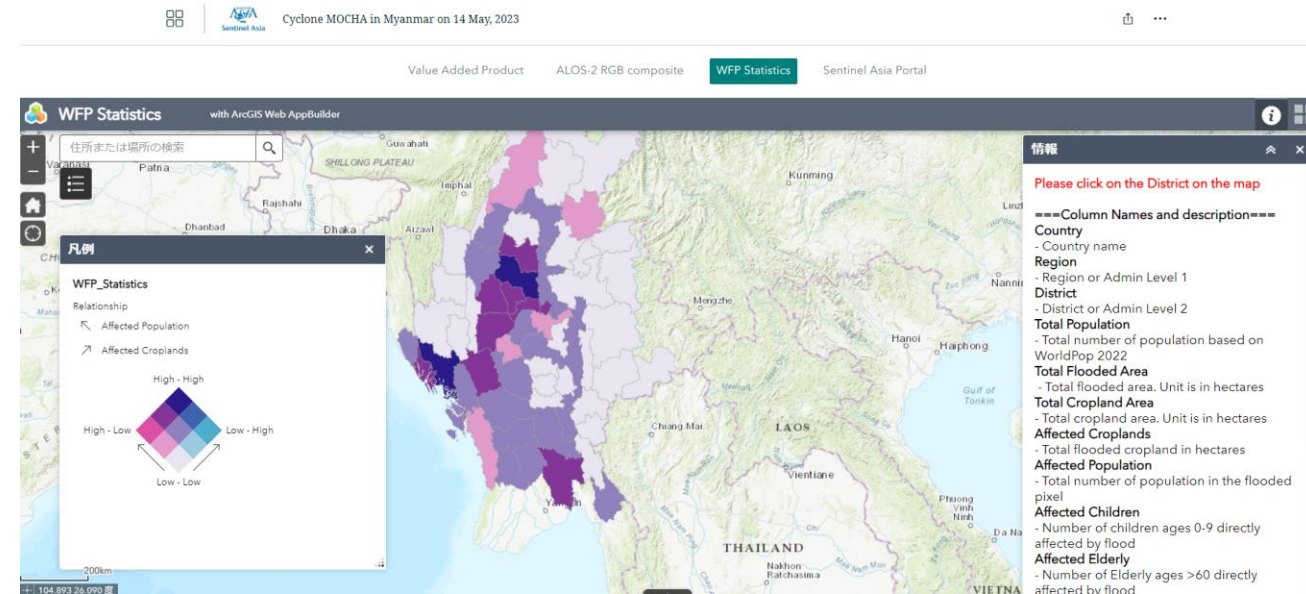 Sentinel Asia
Cyclone MOCHA in Myanmar on 14 May, 2023
Value Added Product
ALOS-2 RGB composite
WFP Statistics
Sentinel Asia Portal
WFP Statistics
with ArcGIS Web AppBuilder
住所または場所の検索
凡例
WFP_Statistics
Relationship
Affected Population
Affected Croplands
High - High
High - Low
Low - High
Low - Low
Patna
Guwahati
SHILLONG PLATEAU
Imphal
Rajshahi
Dhanbad
Dhaka
Aizawl
Kunming
Mengzhe
Nanni
Hanoi
Haiphong
Gulf of
Tonkin
Chiang Mai
LAOS
Vientiane
Phuong
Vinh
Ninh
Da Na
THAILAND
Nakhon
Ratchasima
VIETNA
200km
104.893 26.090 度
情報
Please click on the District on the map
===Column Names and description===
Country
- Country name
Region
- Region or Admin Level 1
District
- District or Admin Level 2
Total Population
- Total number of population based on
WorldPop 2022
Total Flooded Area
- Total flooded area. Unit is in hectares
Total Cropland Area
- Total cropland area. Unit is in hectares
Affected Croplands
- Total flooded cropland in hectares
Affected Population
- Total number of population in the flooded
pixel
Affected Children
- Number of children ages 0-9 directly
affected by flood
Affected Elderly
- Number of Elderly ages >60 directly
affected by flood